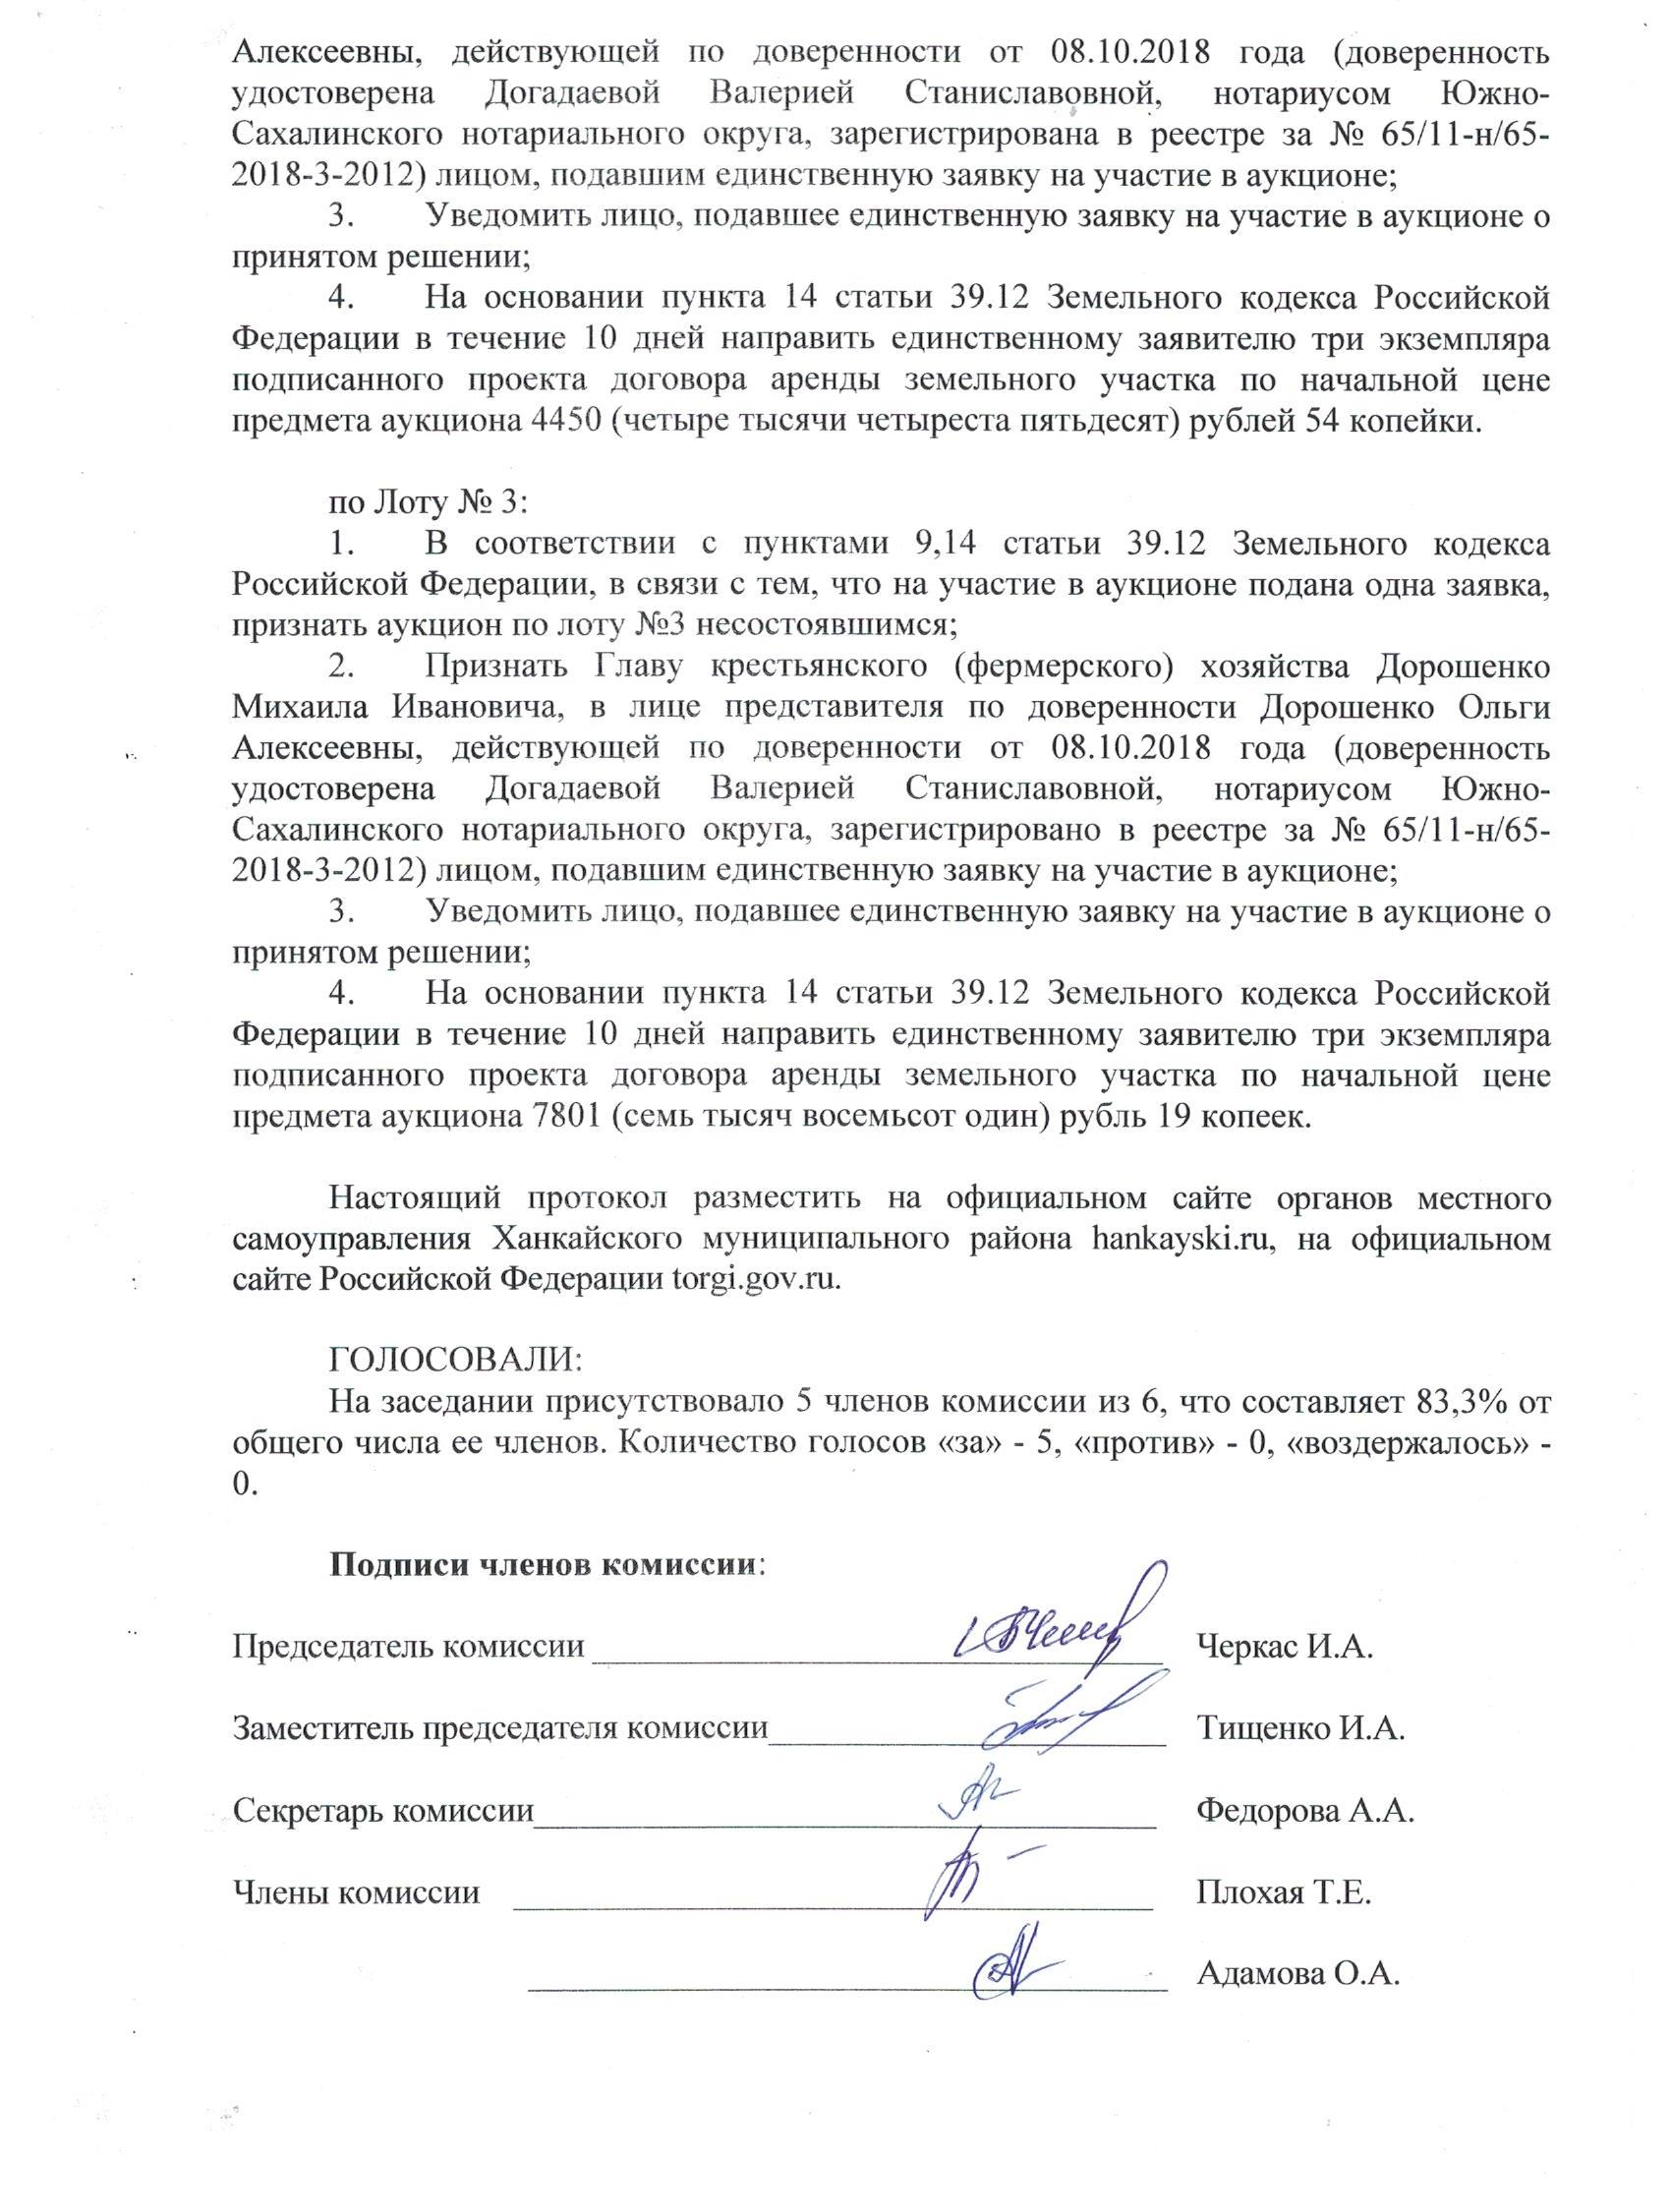 Алексеевны, действующей по доверенности от 08.10.2018 года (доверенность
удостоверена Догадаевой Валерией Станиславовной, нотариусом Южно-
Сахалинского нотариального округа, зарегистрирована в реестре за № 65/11-н/65-
2018-3-2012) лицом, подавшим единственную заявку на участие в аукционе;
3. Уведомить лицо, подавшее единственную заявку на участие в аукционе о
принятом решении;
4. На основании пункта 14 статьи 39.12 Земельного кодекса Российской
Федерации в течение 10 дней направить единственному заявителю три экземпляра
подписанного проекта договора аренды земельного участка по начальной цене
предмета аукциона 4450 (четыре тысячи четыреста пятьдесят) рублей 54 копейки.
по Лоту № 3:
1. В соответствии с пунктами 9,14 статьи 39.12 Земельного кодекса
Российской Федерации, в связи с тем, что на участие в аукционе подана одна заявка,
признать аукцион по лоту №3 несостоявшимся;
2. Признать Главу крестьянского (фермерского) хозяйства Дорошенко
Михаила Ивановича, в лице представителя по доверенности Дорошенко Ольги
Алексеевны, действующей по доверенности от 08.10.2018 года (доверенность
удостоверена Догадаевой Валерией Станиславовной, нотариусом Южно-
Сахалинского нотариального округа, зарегистрировано в реестре за № 65/11-н/65-
2018-3-2012) лицом, подавшим единственную заявку на участие в аукционе;
3. Уведомить лицо, подавшее единственную заявку на участие в аукционе о
принятом решении;
4. На основании пункта 14 статьи 39.12 Земельного кодекса Российской
Федерации в течение 10 дней направить единственному заявителю три экземпляра
подписанного проекта договора аренды земельного участка по начальной цене
предмета аукциона 7801 (семь тысяч восемьсот один) рубль 19 копеек.
Настоящий протокол разместить на официальном сайте органов местного
самоуправления Ханкайского муниципального района hankayski.ru, на официальном
сайте Российской Федерации torgi.gov.ru.
ГОЛОСОВАЛИ:
На заседании присутствовало 5 членов комиссии из 6, что составляет 83,3% от
общего числа ее членов. Количество голосов «за» - 5, «против» - 0, «воздержалось» -
0.
Подписи членов комиссии:
Председатель комиссии Черкас И.А.
Заместитель председателя комиссии Тищенко И.А.
Секретарь комиссии Федорова А.А.
Члены комиссии Плохая Т.Е.
Адамова О.А.